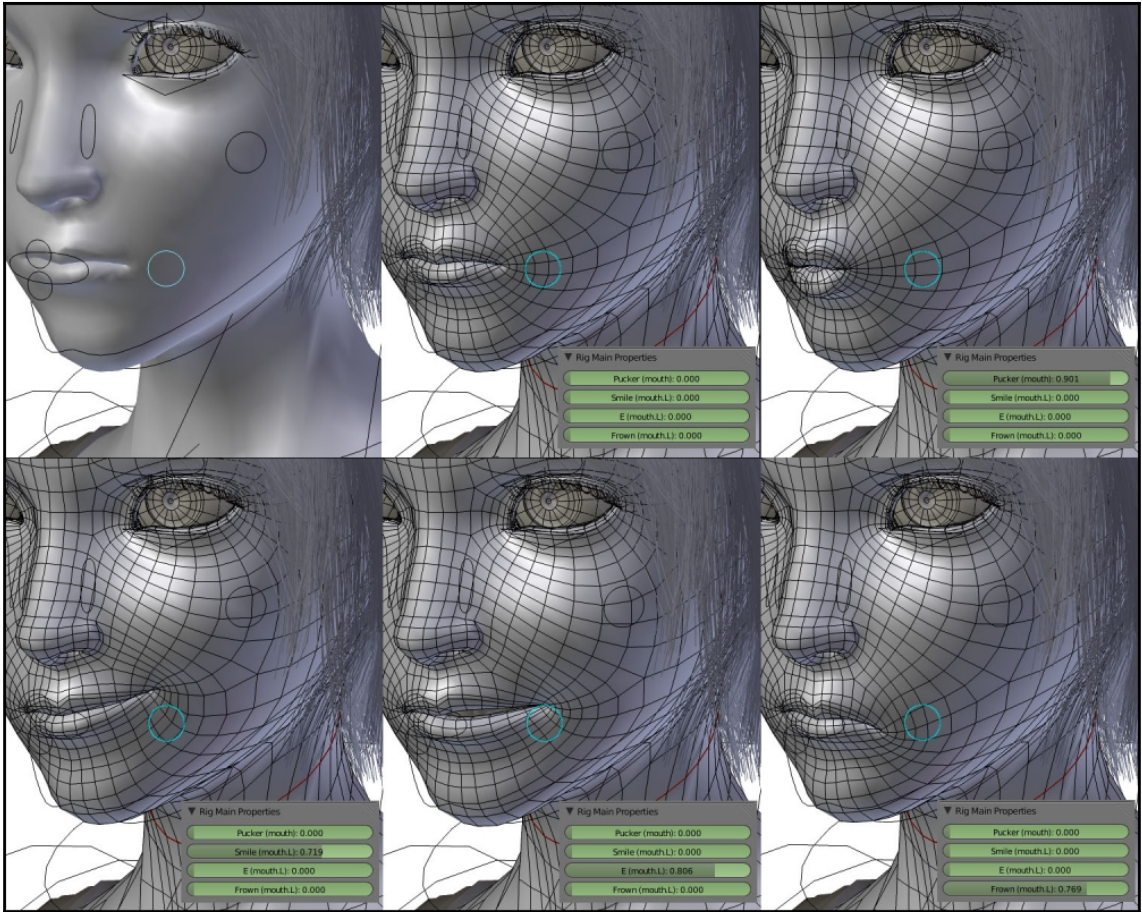 Rig Main Properties
Pucker (mouth): 0.000
Smile (mouth.L): 0.000
E (mouth.L): 0.000
Frown (mouth.L): 0.000
Rig Main Properties
Pucker (mouth): 0.901
Smile (mouth.L): 0.000
E (mouth.L): 0.000
Frown (mouth.L): 0.000
Rig Main Properties
Pucker (mouth): 0.000
Smile (mouth.L): 0.719
E (mouth.L): 0.000
Frown (mouth.L): 0.000
Rig Main Properties
Pucker (mouth): 0.000
Smile (mouth.L): 0.000
E (mouth.L): 0.806
Frown (mouth.L): 0.000
Rig Main Properties
Pucker (mouth): 0.000
Smile (mouth.L): 0.000
E (mouth.L): 0.000
Frown (mouth.L): 0.769